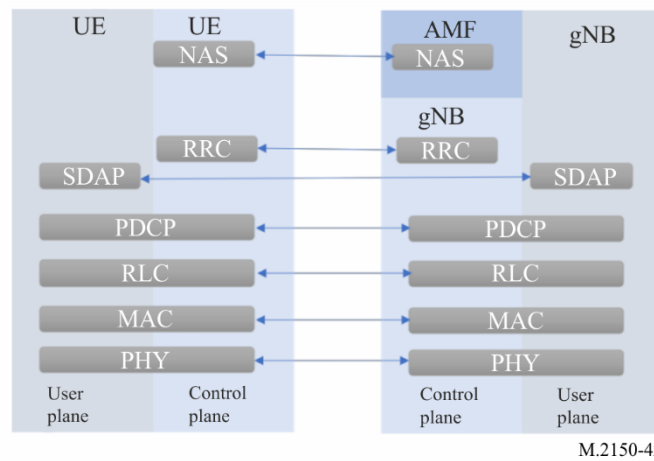 UE UE AMF gNB
NAS NAS
gNB
RRC RRC
SDAP SDAP
PDCP PDCP
RLC RLC
MAC MAC
PHY PHY
User Control Control User
plane plane plane plane
M.2150-4